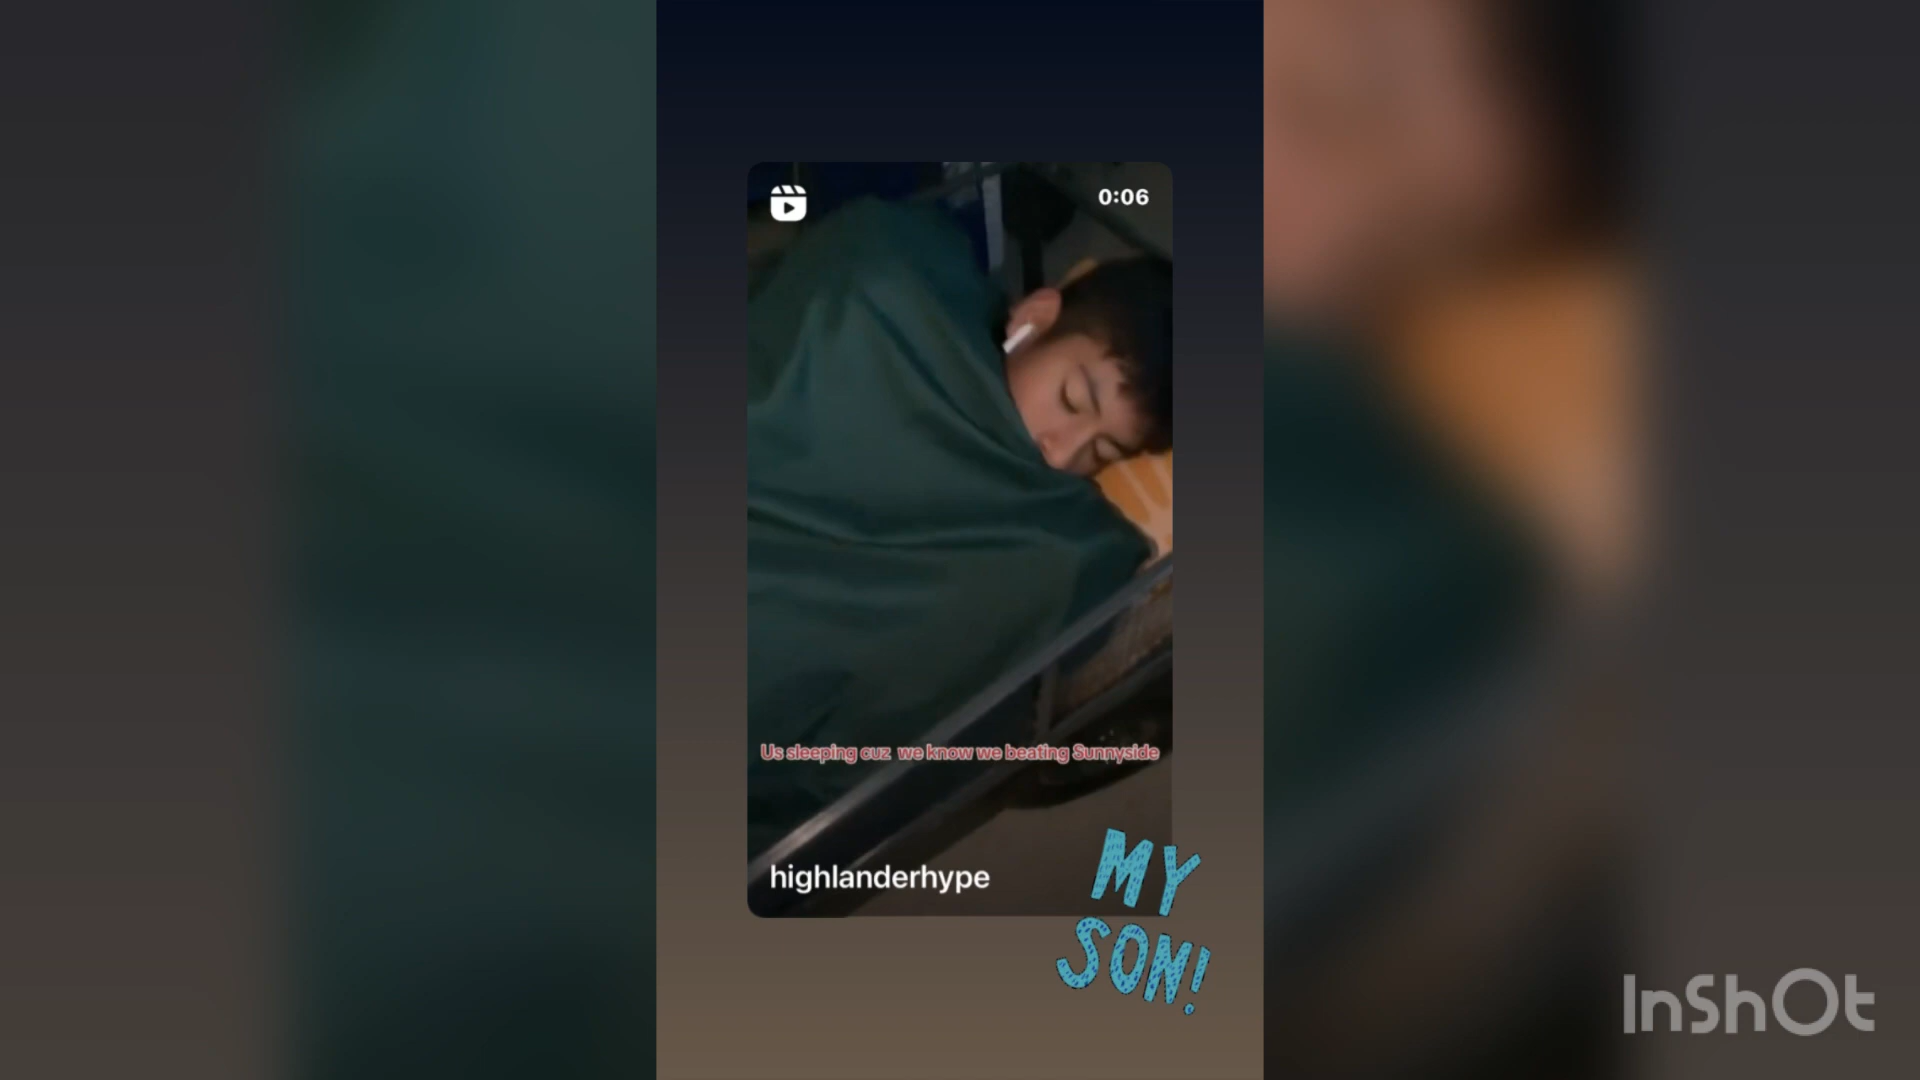 0:06
Us sleeping cuz  we know we beating Sunnyside
highlanderhype
MY
SON!
InShOt